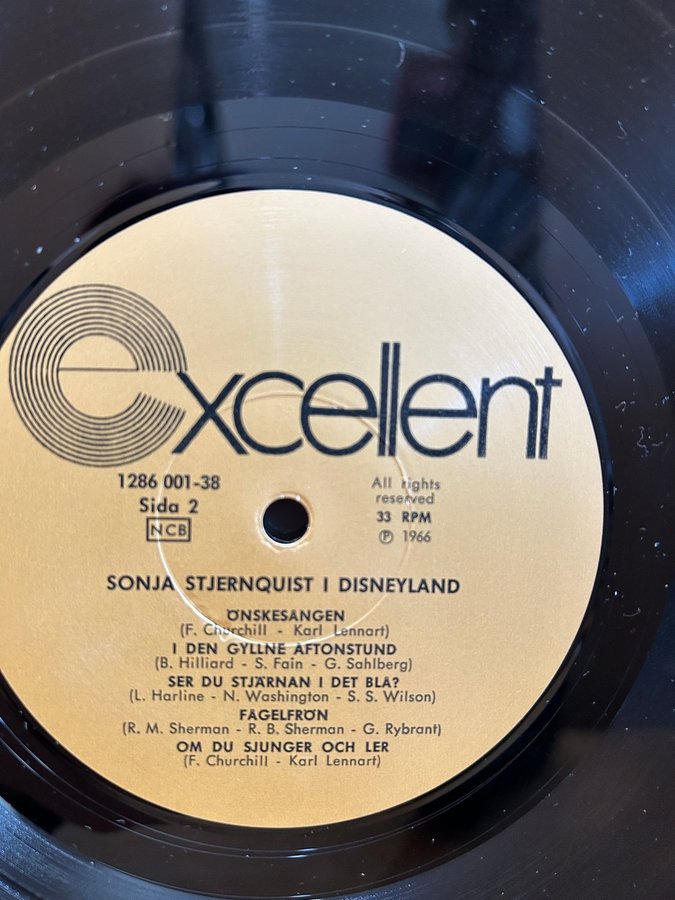 excellent
1286 001-38
Sida 2
NCB
All rights
reserved
33 RPM
℗ 1966
SONJA STJERNQUIST I DISNEYLAND
ÖNSKESÅNGEN
(F. Churchill - Karl Lennart)
I DEN GYLLNE AFTONSTUND
(B. Hilliard - S. Fain - G. Sahlberg)
SER DU STJÄRNAN I DET BLÅ?
(L. Harline - N. Washington - S. S. Wilson)
FÅGELFRÖN
(R. M. Sherman - R. B. Sherman - G. Rybrant)
OM DU SJUNGER OCH LER
(F. Churchill - Karl Lennart)